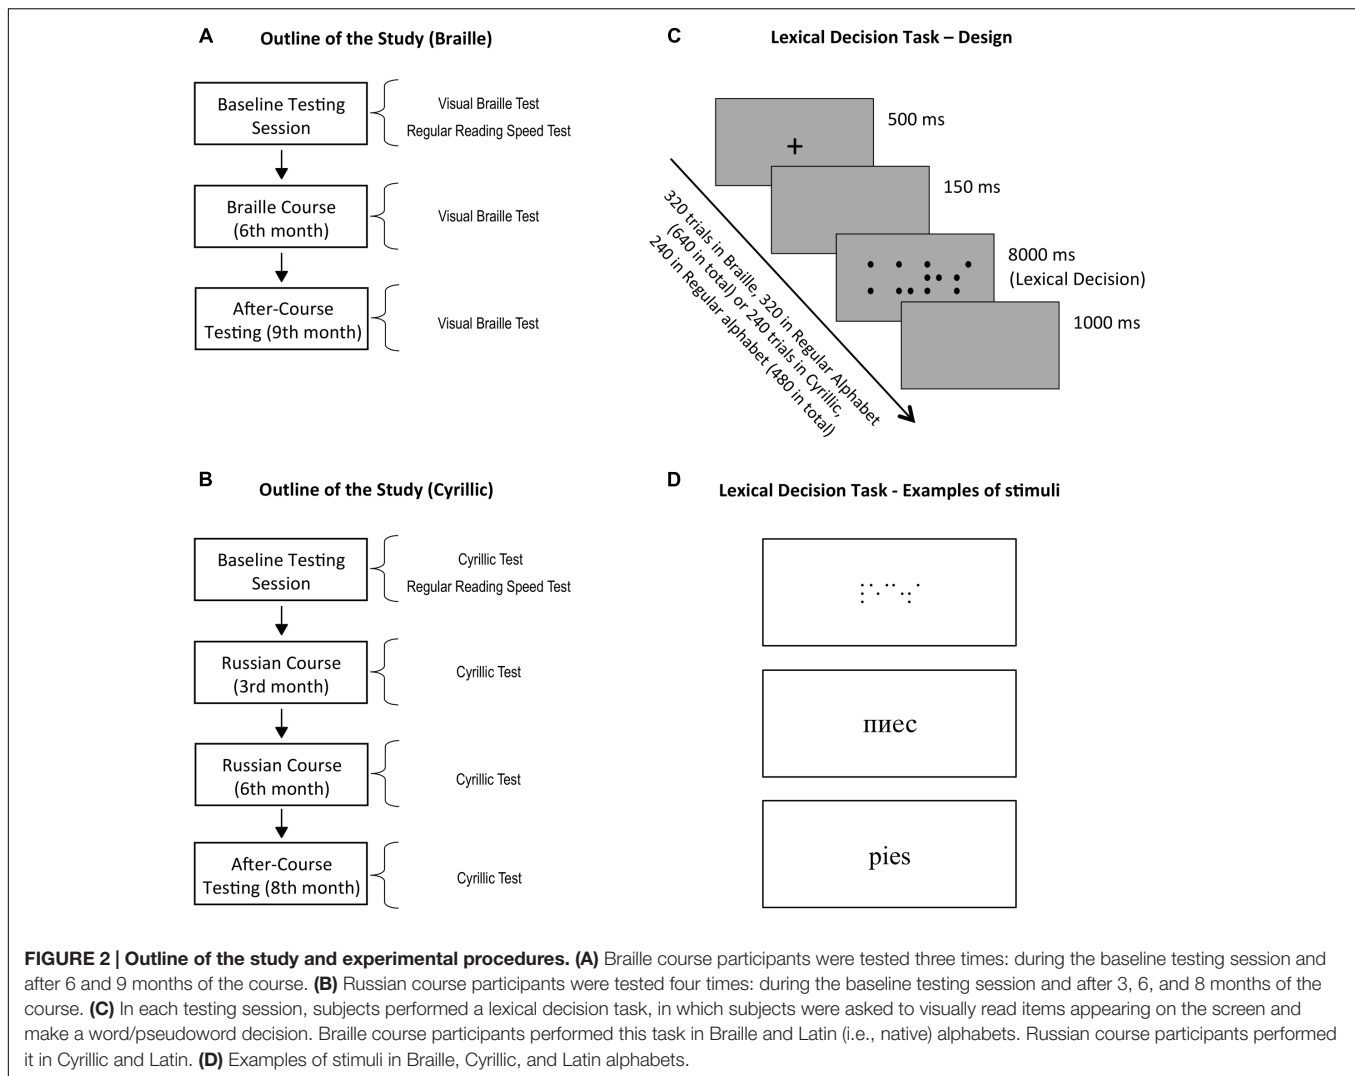 A
Outline of the Study (Braille)
Baseline Testing
Session
Visual Braille Test
Regular Reading Speed Test
Braille Course
(6th month)
Visual Braille Test
After-Course
Testing (9th month)
Visual Braille Test
C
Lexical Decision Task – Design
+
500 ms
150 ms
8000 ms
(Lexical Decision)
1000 ms
320 trials in Braille, 320 in Regular Alphabet
(640 in total) or 240 trials in Cyrillic,
240 in Regular alphabet (480 in total)
B
Outline of the Study (Cyrillic)
Baseline Testing
Session
Cyrillic Test
Regular Reading Speed Test
Russian Course
(3rd month)
Cyrillic Test
Russian Course
(6th month)
Cyrillic Test
After-Course
Testing (8th month)
Cyrillic Test
D
Lexical Decision Task - Examples of stimuli
пиес
pies
FIGURE 2 | Outline of the study and experimental procedures. (A) Braille course participants were tested three times: during the baseline testing session and
after 6 and 9 months of the course. (B) Russian course participants were tested four times: during the baseline testing session and after 3, 6, and 8 months of the
course. (C) In each testing session, subjects performed a lexical decision task, in which subjects were asked to visually read items appearing on the screen and
make a word/pseudoword decision. Braille course participants performed this task in Braille and Latin (i.e., native) alphabets. Russian course participants performed
it in Cyrillic and Latin. (D) Examples of stimuli in Braille, Cyrillic, and Latin alphabets.